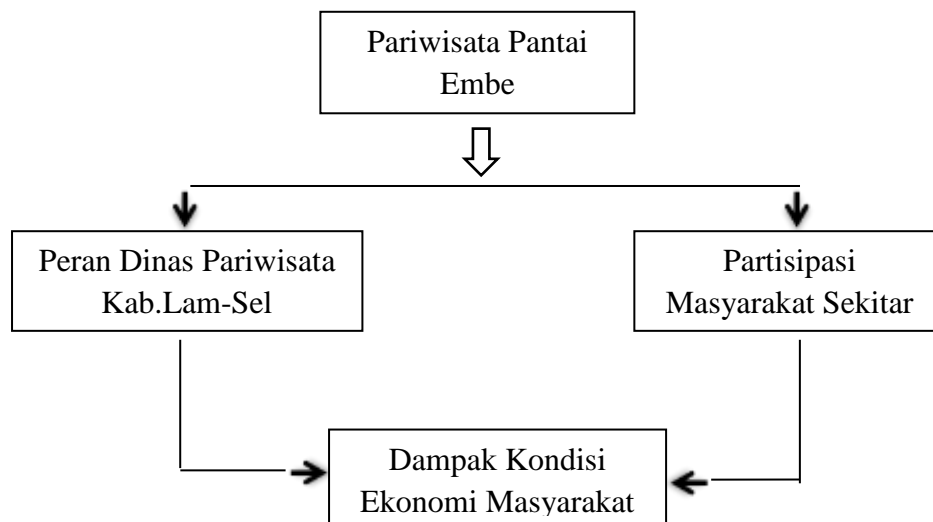 Pariwisata Pantai
Embe
Peran Dinas Pariwisata
Kab.Lam-Sel
Partisipasi
Masyarakat Sekitar
Dampak Kondisi
Ekonomi Masyarakat